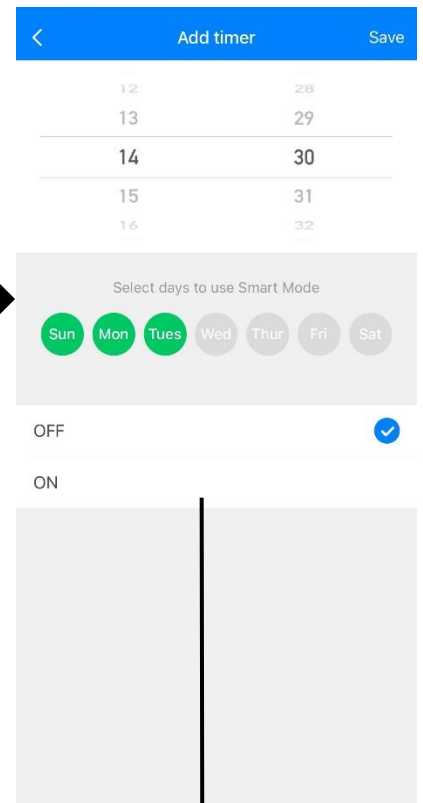 Add timer Save
12 28
13 29
14 30
15 31
16 32
Select days to use Smart Mode
Sun Mon Tues Wed Thur Fri Sat
OFF
ON